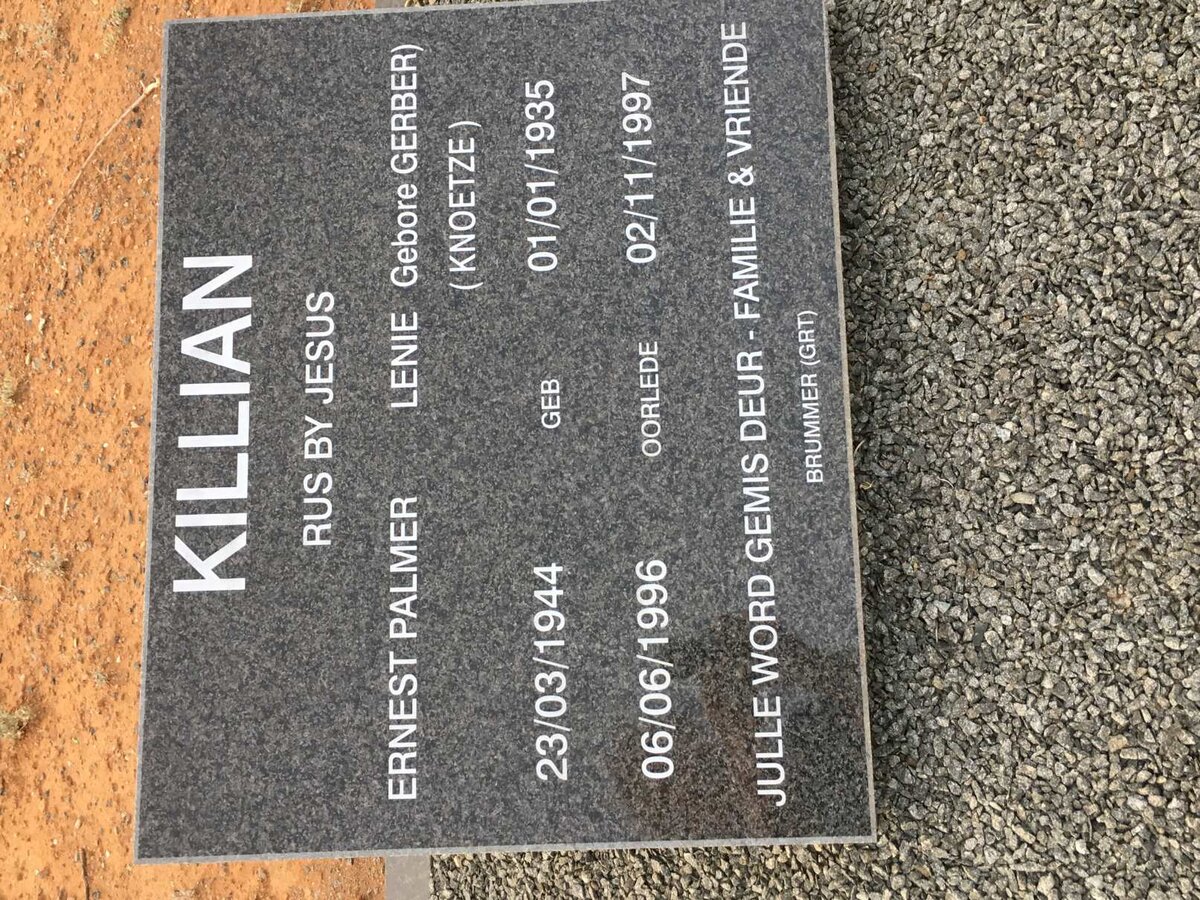 KILLIAN
RUS BY JESUS
ERNEST PALMER LENIE Gebore GERBER)
( KNOETZE )
23/03/1944 GEB 01/01/1935
06/06/1996 OORLEDE 02/11/1997
JULLE WORD GEMIS DEUR - FAMILIE & VRIENDE
BRUMMER (GRT)